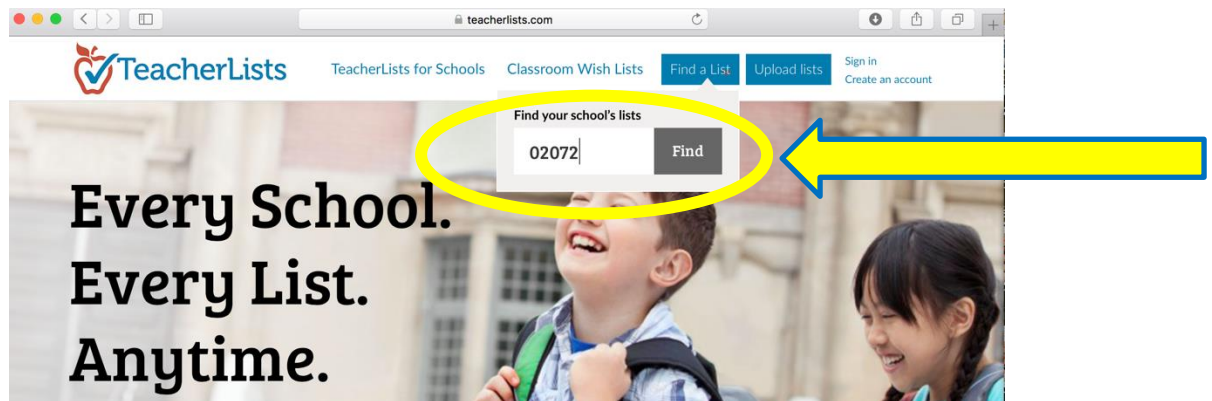 teacherlists.com
TeacherLists TeacherLists for Schools Classroom Wish Lists Find a List Upload lists Sign in
Create an account
Find your school's lists
02072 Find
Every School.
Every List.
Anytime.